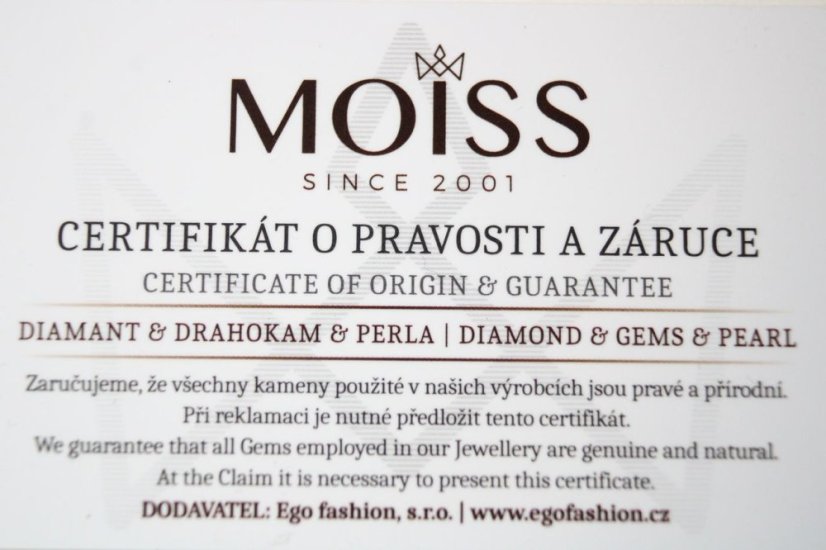 MOISS
SINCE 2001
CERTIFIKÁT O PRAVOSTI A ZÁRUCE
CERTIFICATE OF ORIGIN & GUARANTEE
DIAMANT & DRAHOKAM & PERLA | DIAMOND & GEMS & PEARL
Zaručujeme, že všechny kameny použité v našich výrobcích jsou pravé a přírodní.
Při reklamaci je nutné předložit tento certifikát.
We guarantee that all Gems employed in our Jewellery are genuine and natural.
At the Claim it is necessary to present this certificate.
DODAVATEL: Ego fashion, s.r.o. | www.egofashion.cz